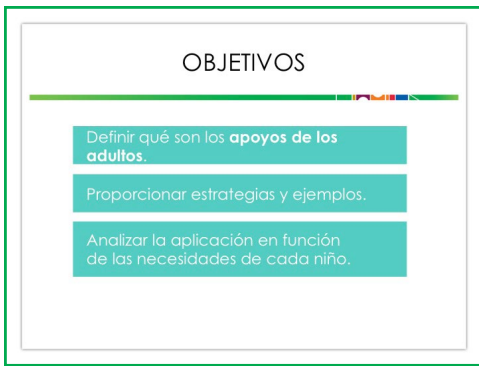 OBJETIVOS
Definir qué son los apoyos de los
adultos.
Proporcionar estrategias y ejemplos.
Analizar la aplicación en función
de las necesidades de cada niño.